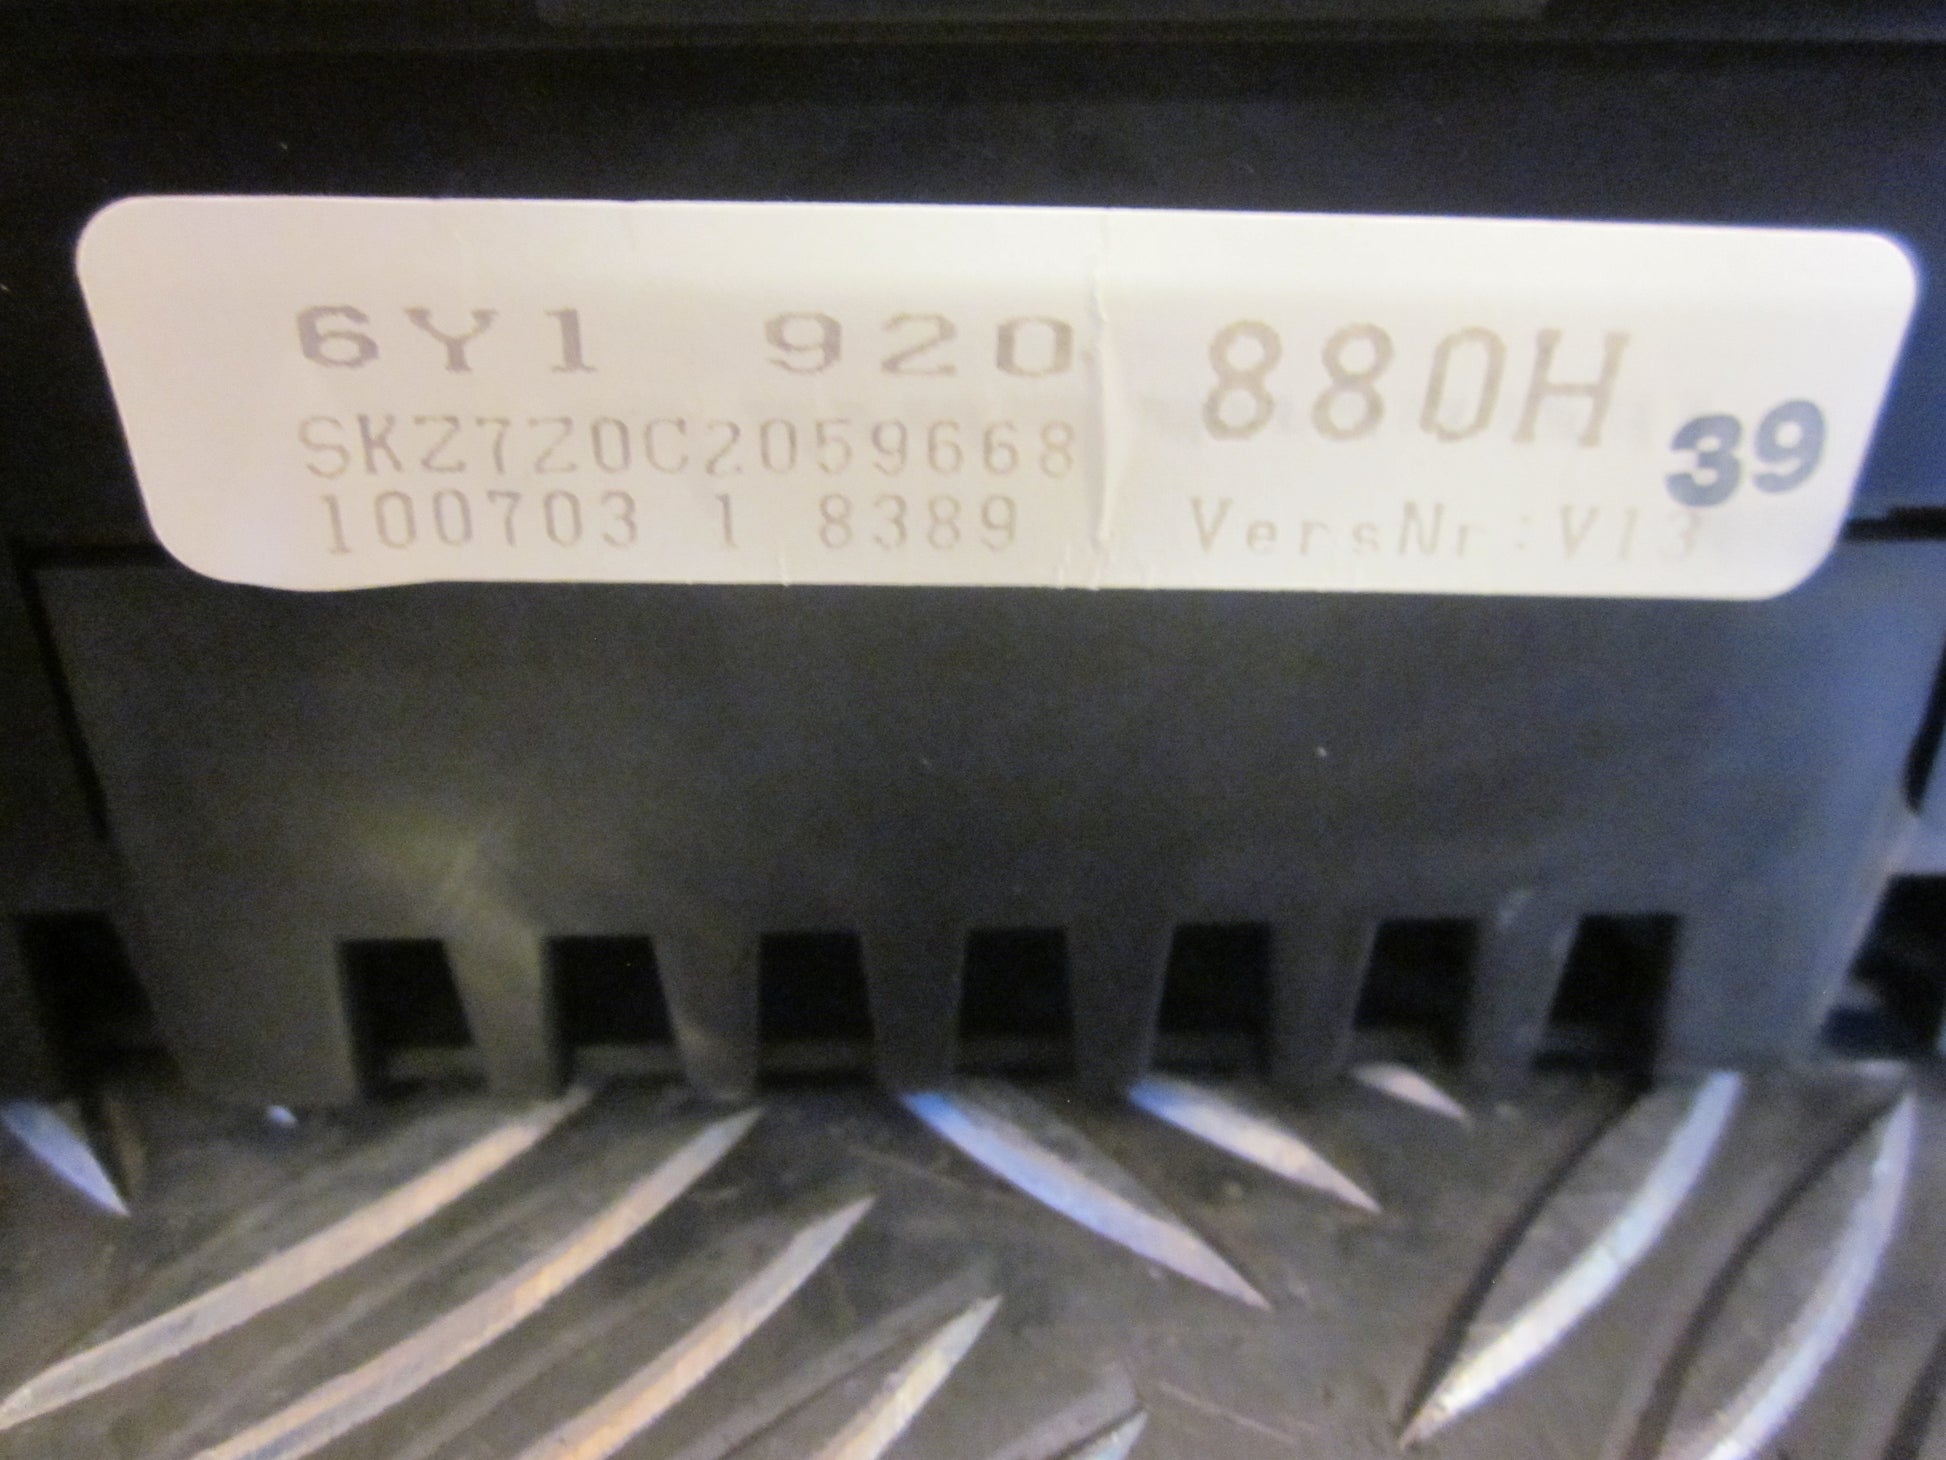 6Y1 920 880H
SKZ7Z0C2059668 39
100703 1 8389 VersNr:V13